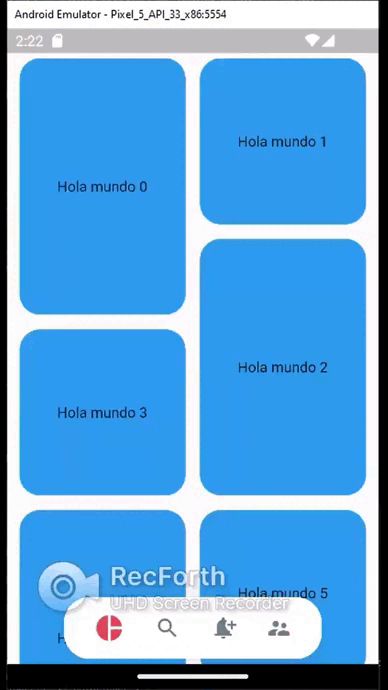 Android Emulator - Pixel_5_API_33_x86:5554
2:22
Hola mundo 0
Hola mundo 1
Hola mundo 2
Hola mundo 3
Hola mundo 5
RecForth
UHD Screen Recorder